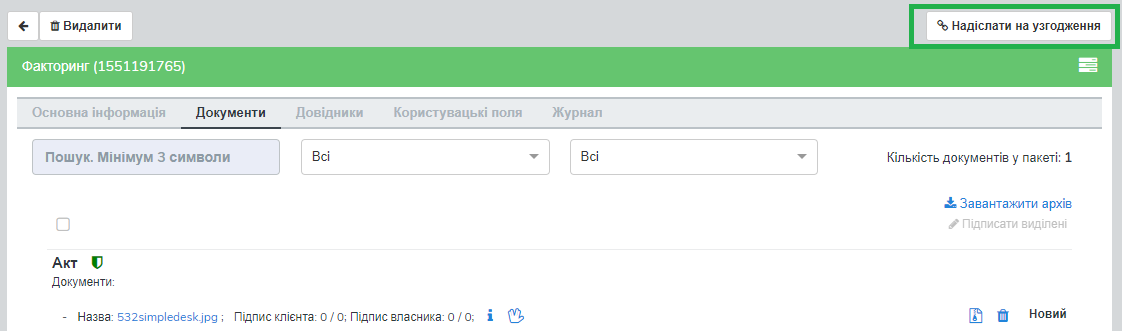 Видалити
Надіслати на узгодження
Факторинг (1551191765)
Основна інформація Документи Довідники Користувацькі поля Журнал
Пошук. Мінімум 3 символи Всі Всі Кількість документів у пакеті: 1
Завантажити архів
Підписати виділені
Акт
Документи:
- Назва: 532simpledesk.jpg ; Підпис клієнта: 0 / 0; Підпис власника: 0 / 0; Новий